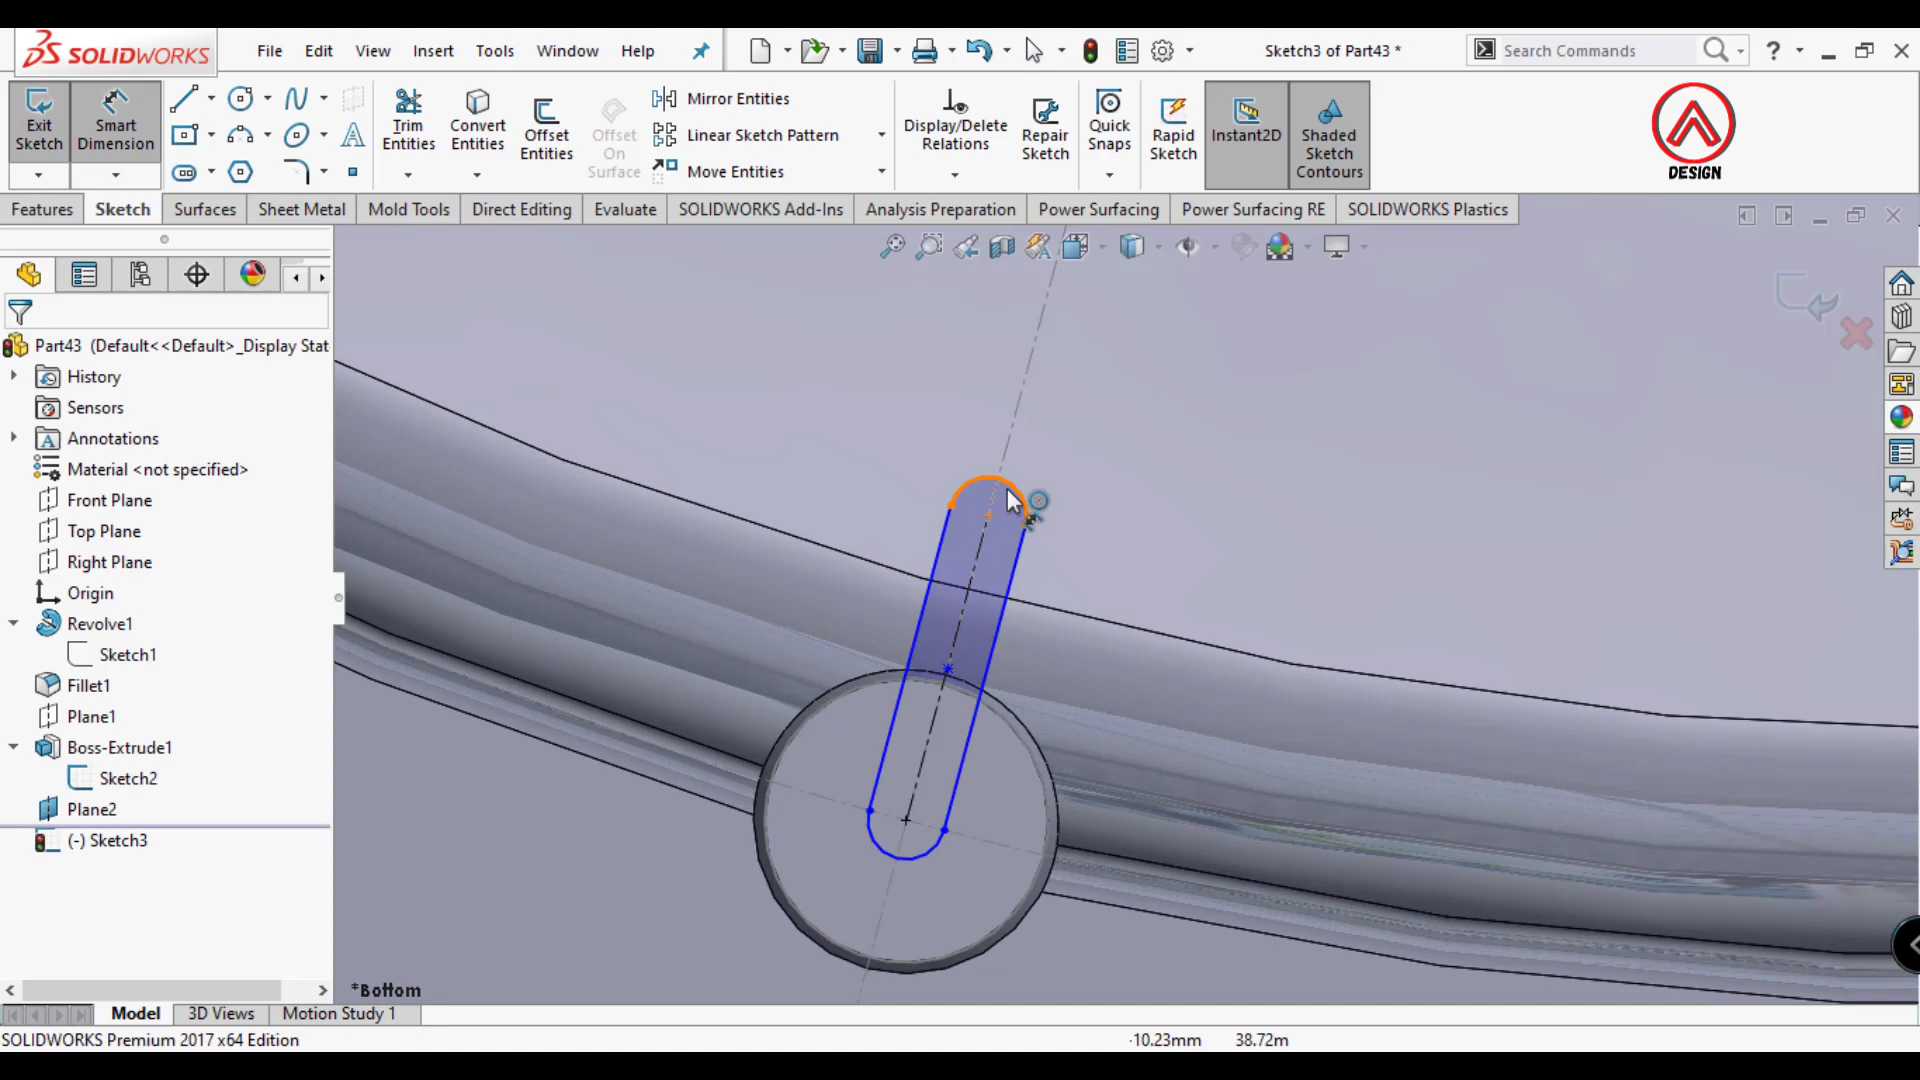 SOLIDWORKS
File Edit View Insert Tools Window Help
Sketch3 of Part43 *
Search Commands
?
Exit Sketch
Smart Dimension
Trim Entities
Convert Entities
Offset Entities
Offset On Surface
Mirror Entities
Linear Sketch Pattern
Move Entities
Display/Delete Relations
Repair Sketch
Quick Snaps
Rapid Sketch
Instant2D
Shaded Sketch Contours
DESIGN
Features Sketch Surfaces Sheet Metal Mold Tools Direct Editing Evaluate SOLIDWORKS Add-Ins Analysis Preparation Power Surfacing Power Surfacing RE SOLIDWORKS Plastics
Part43 (Default<<Default>_Display Stat
History
Sensors
Annotations
Material <not specified>
Front Plane
Top Plane
Right Plane
Origin
Revolve1
Sketch1
Fillet1
Plane1
Boss-Extrude1
Sketch2
Plane2
(-) Sketch3
*Bottom
Model 3D Views Motion Study 1
SOLIDWORKS Premium 2017 x64 Edition
-10.23mm 38.72m